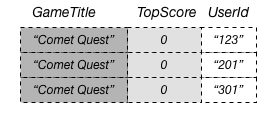 GameTitle TopScore UserId
“Comet Quest” 0 “123”
“Comet Quest” 0 “201”
“Comet Quest” 0 “301”